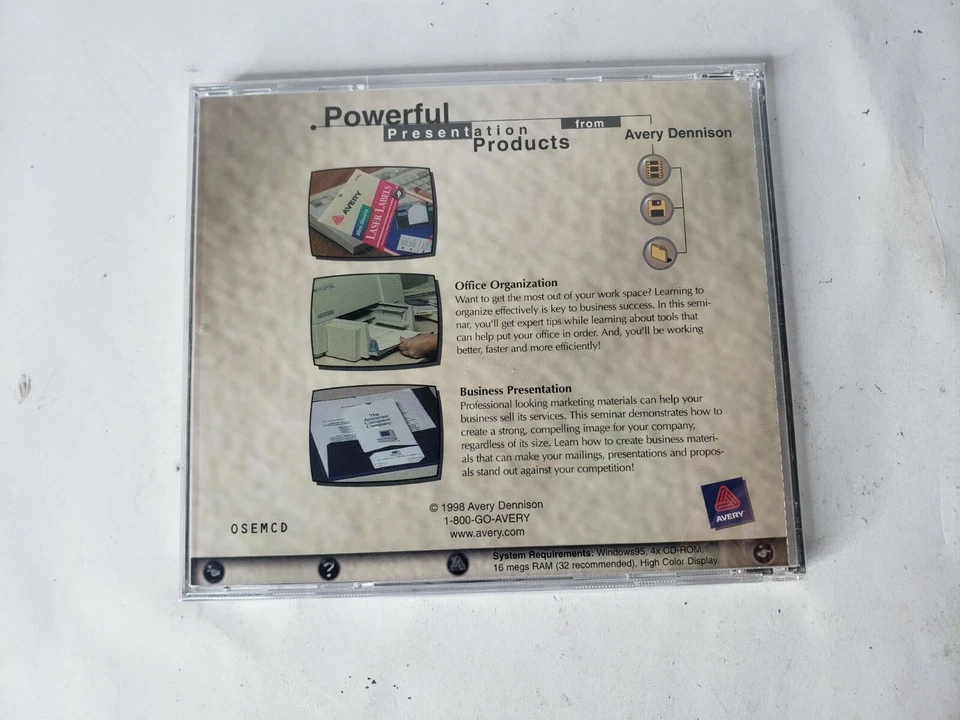 Powerful
Presentation from
Products
Avery Dennison
AVERY
LASER LABELS
Office Organization
Want to get the most out of your work space? Learning to
organize effectively is key to business success. In this semi-
nar, you'll get expert tips while learning about tools that
can help put your office in order. And, you'll be working
better, faster and more efficiently!
The
Awesome
Computer
Company
Business Presentation
Professional looking marketing materials can help your
business sell its services. This seminar demonstrates how to
create a strong, compelling image for your company,
regardless of its size. Learn how to create business materi-
als that can make your mailings, presentations and propos-
als stand out against your competition!
© 1998 Avery Dennison
1-800-GO-AVERY
www.avery.com
AVERY
OSEMCD
System Requirements: Windows95, 4x CD-ROM,
16 megs RAM (32 recommended), High Color Display.
?